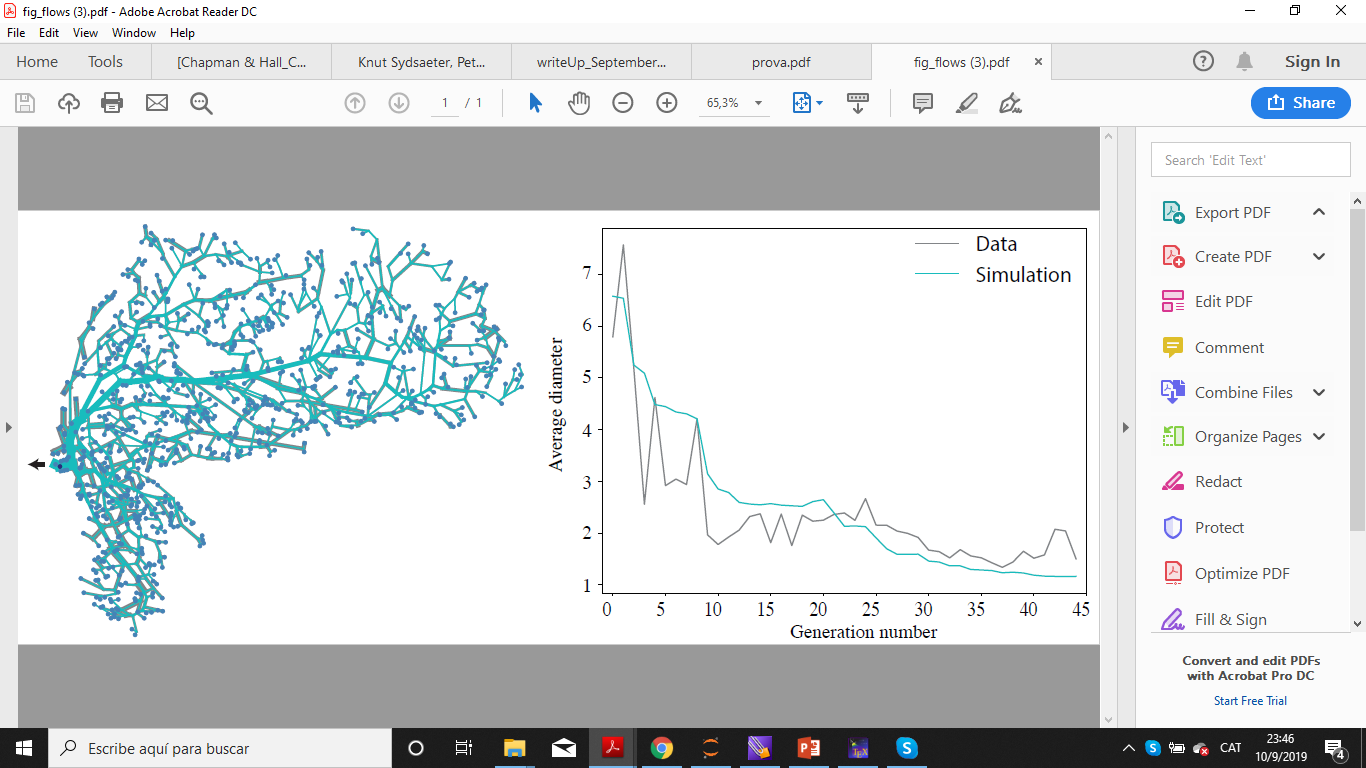 fig_flows (3).pdf - Adobe Acrobat Reader DC
File Edit View Window Help
Home Tools [Chapman & Hall_C... Knut Sydsaeter, Pet... writeUp_September... prova.pdf fig_flows (3).pdf × ? Sign In
1 / 1 65,3% Share
Search 'Edit Text'
Export PDF
Create PDF
Edit PDF
Comment
Combine Files
Organize Pages
Redact
Protect
Optimize PDF
Fill & Sign
Convert and edit PDFs
with Acrobat Pro DC
Start Free Trial
Data
Simulation
Average diameter
7
6
5
4
3
2
1
0 5 10 15 20 25 30 35 40 45
Generation number
Escribe aquí para buscar
CAT
23:46
10/9/2019
4